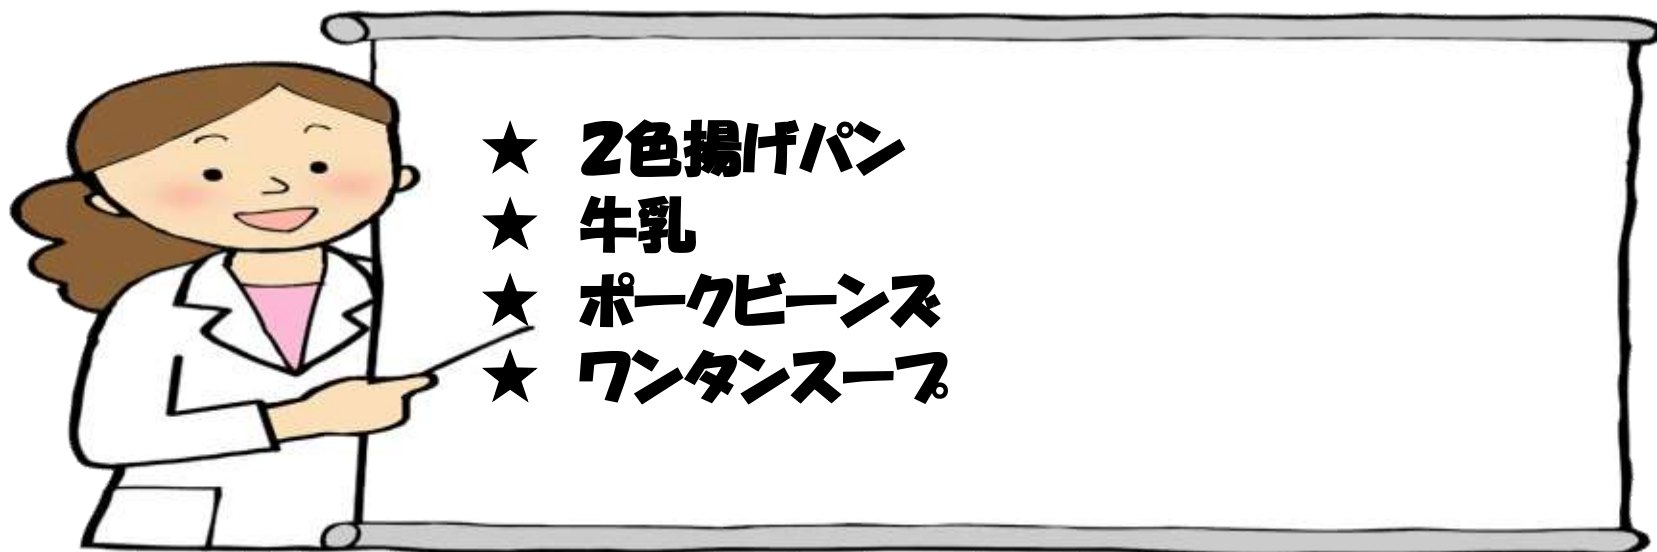 ★ 2色揚げパン
★ 牛乳
★ ポークビーンズ
★ ワンタンスープ